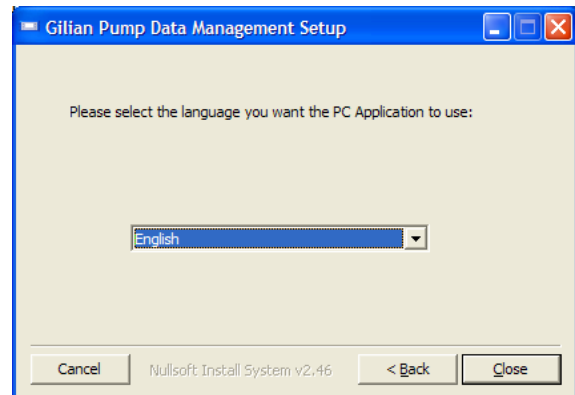 Gilian Pump Data Management Setup
Please select the language you want the PC Application to use:
English
Cancel
Nullsoft Install System v2.46
< Back
Close